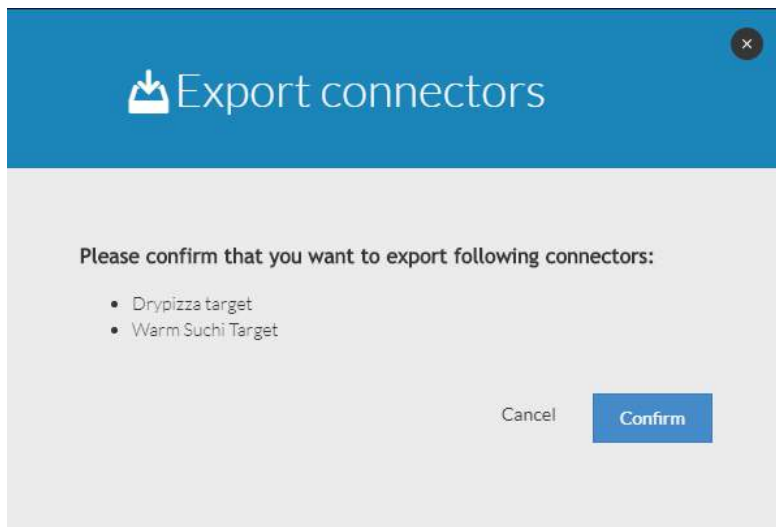 Export connectors
Please confirm that you want to export following connectors:
Drypizza target
Warm Suchi Target
Cancel
Confirm